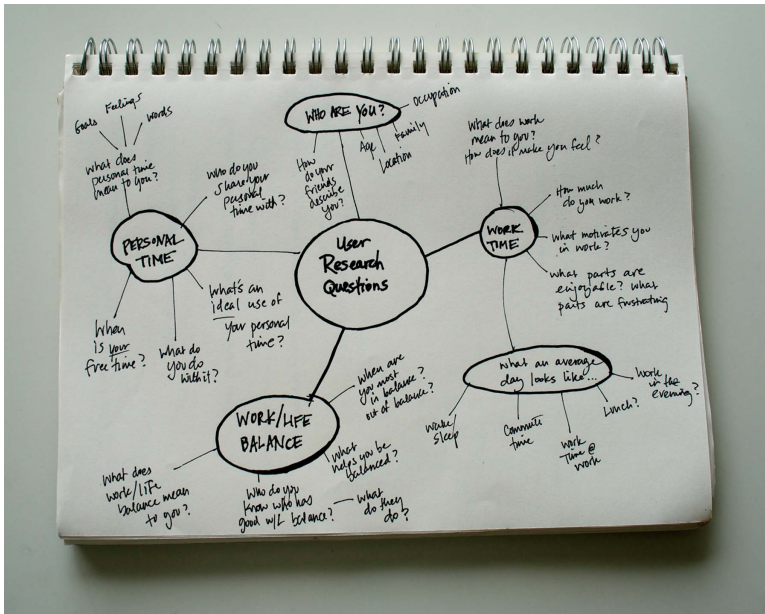 User
Research
Questions
WHO ARE YOU?
Occupation
Family
Location
Age
How
do your
friends
describe
you?
PERSONAL
TIME
Goals
Feelings
words
What does
personal time
mean to you?
who do you
share your
personal
time with?
what's an
ideal use of
your personal
time?
What do
you do
with it?
When
is your
free time?
WORK
TIME
What does work
mean to you?
How does it make you feel?
How much
do you work?
what motivates you
in work?
what parts are
enjoyable? what
parts are frustrating
what an average
day looks like...
Wake/
Sleep
Commute
time
Work
Time @
Work
Lunch?
Work
in the
evening?
WORK/LIFE
BALANCE
when are
you most
in balance?
out of balance?
What
helps you be
balanced?
Who do you
know who has
good w/L balance?
what
do they
do?
What does
work/life
balance mean
to you?